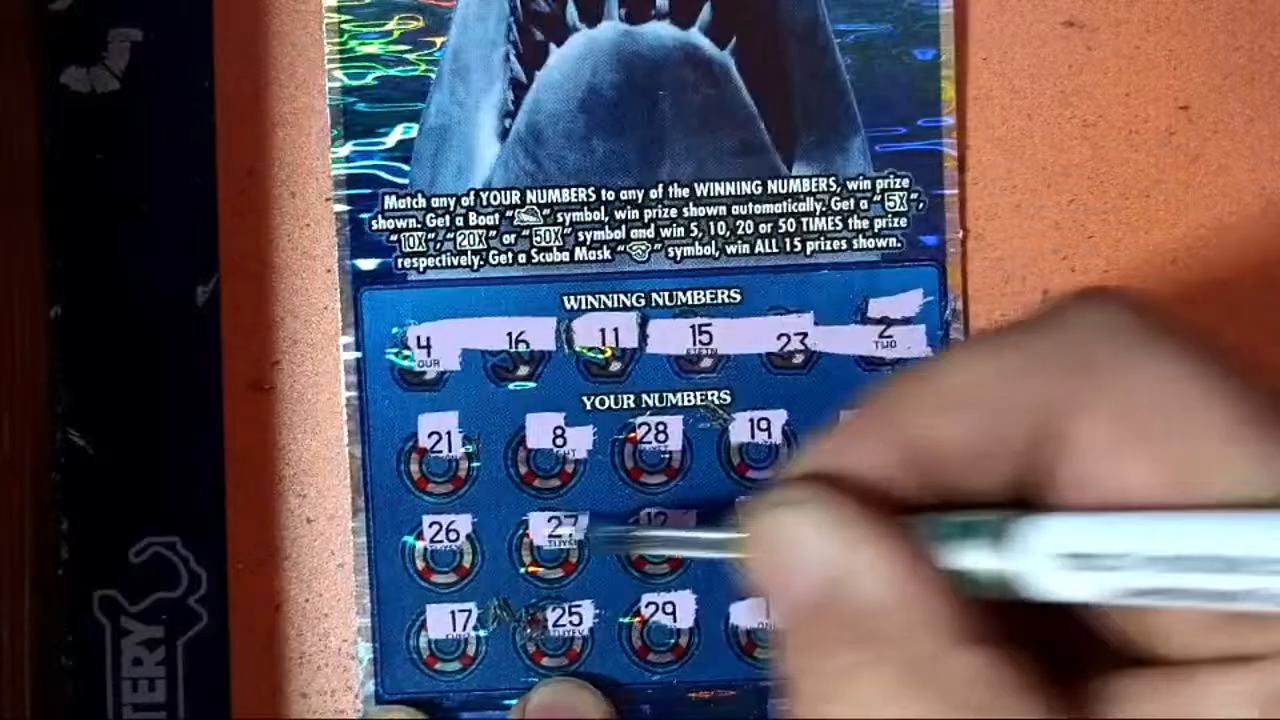 Match any of YOUR NUMBERS to any of the WINNING NUMBERS, win prize
shown. Get a Boat “ ” symbol, win prize shown automatically. Get a “5X”,
“10X”, “20X” or “50X” symbol and win 5, 10, 20 or 50 TIMES the prize
respectively. Get a Scuba Mask “ ” symbol, win ALL 15 prizes shown.
WINNING NUMBERS
4 16 11 15 23 2
OUR TWO
YOUR NUMBERS
21 8 28 19
26 27 12
17 25 29
TERY